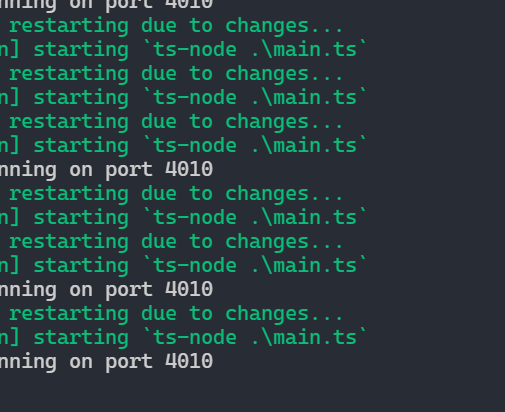 nning on port 4010
restarting due to changes...
n] starting `ts-node .\main.ts`
restarting due to changes...
n] starting `ts-node .\main.ts`
restarting due to changes...
n] starting `ts-node .\main.ts`
nning on port 4010
restarting due to changes...
n] starting `ts-node .\main.ts`
restarting due to changes...
n] starting `ts-node .\main.ts`
nning on port 4010
restarting due to changes...
n] starting `ts-node .\main.ts`
nning on port 4010